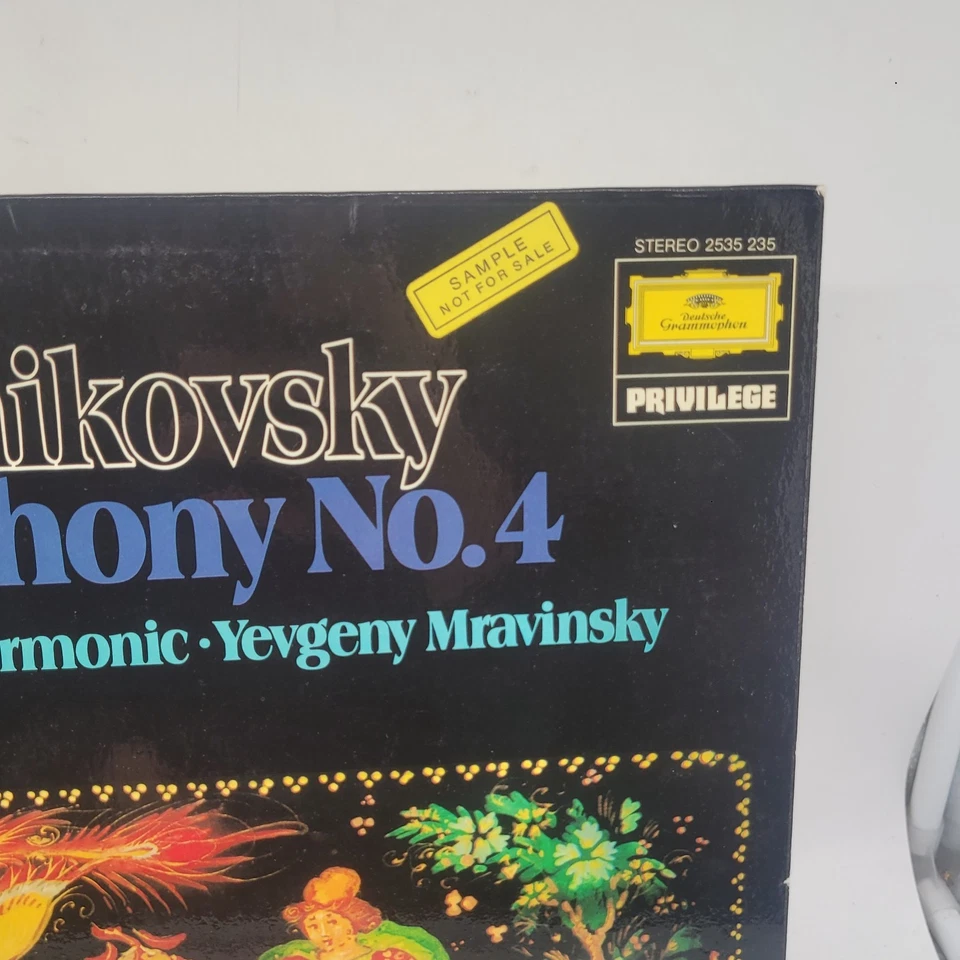 STEREO 2535 235
SAMPLE
NOT FOR SALE
Deutsche
Grammophon
PRIVILEGE
ikovsky
hony No.4
rmonic · Yevgeny Mravinsky